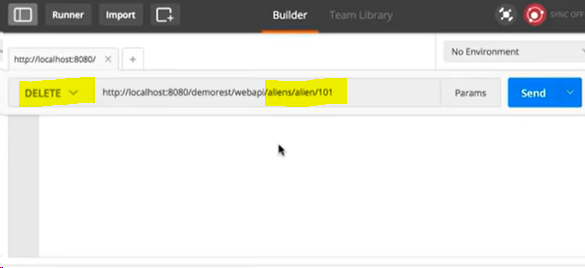 Runner Import Builder Team Library SYNC OFF
http://localhost:8080/ No Environment
DELETE http://localhost:8080/demorest/webapi/aliens/alien/101 Params Send